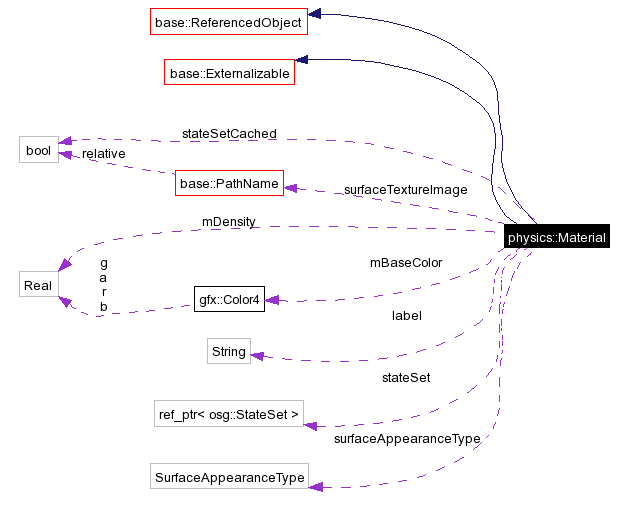 base::ReferencedObject
base::Externalizable
stateSetCached
bool
relative
base::PathName
surfaceTextureImage
mDensity
physics::Material
g
a
r
b
mBaseColor
Real
gfx::Color4
label
String
stateSet
ref_ptr< osg::StateSet >
surfaceAppearanceType
SurfaceAppearanceType